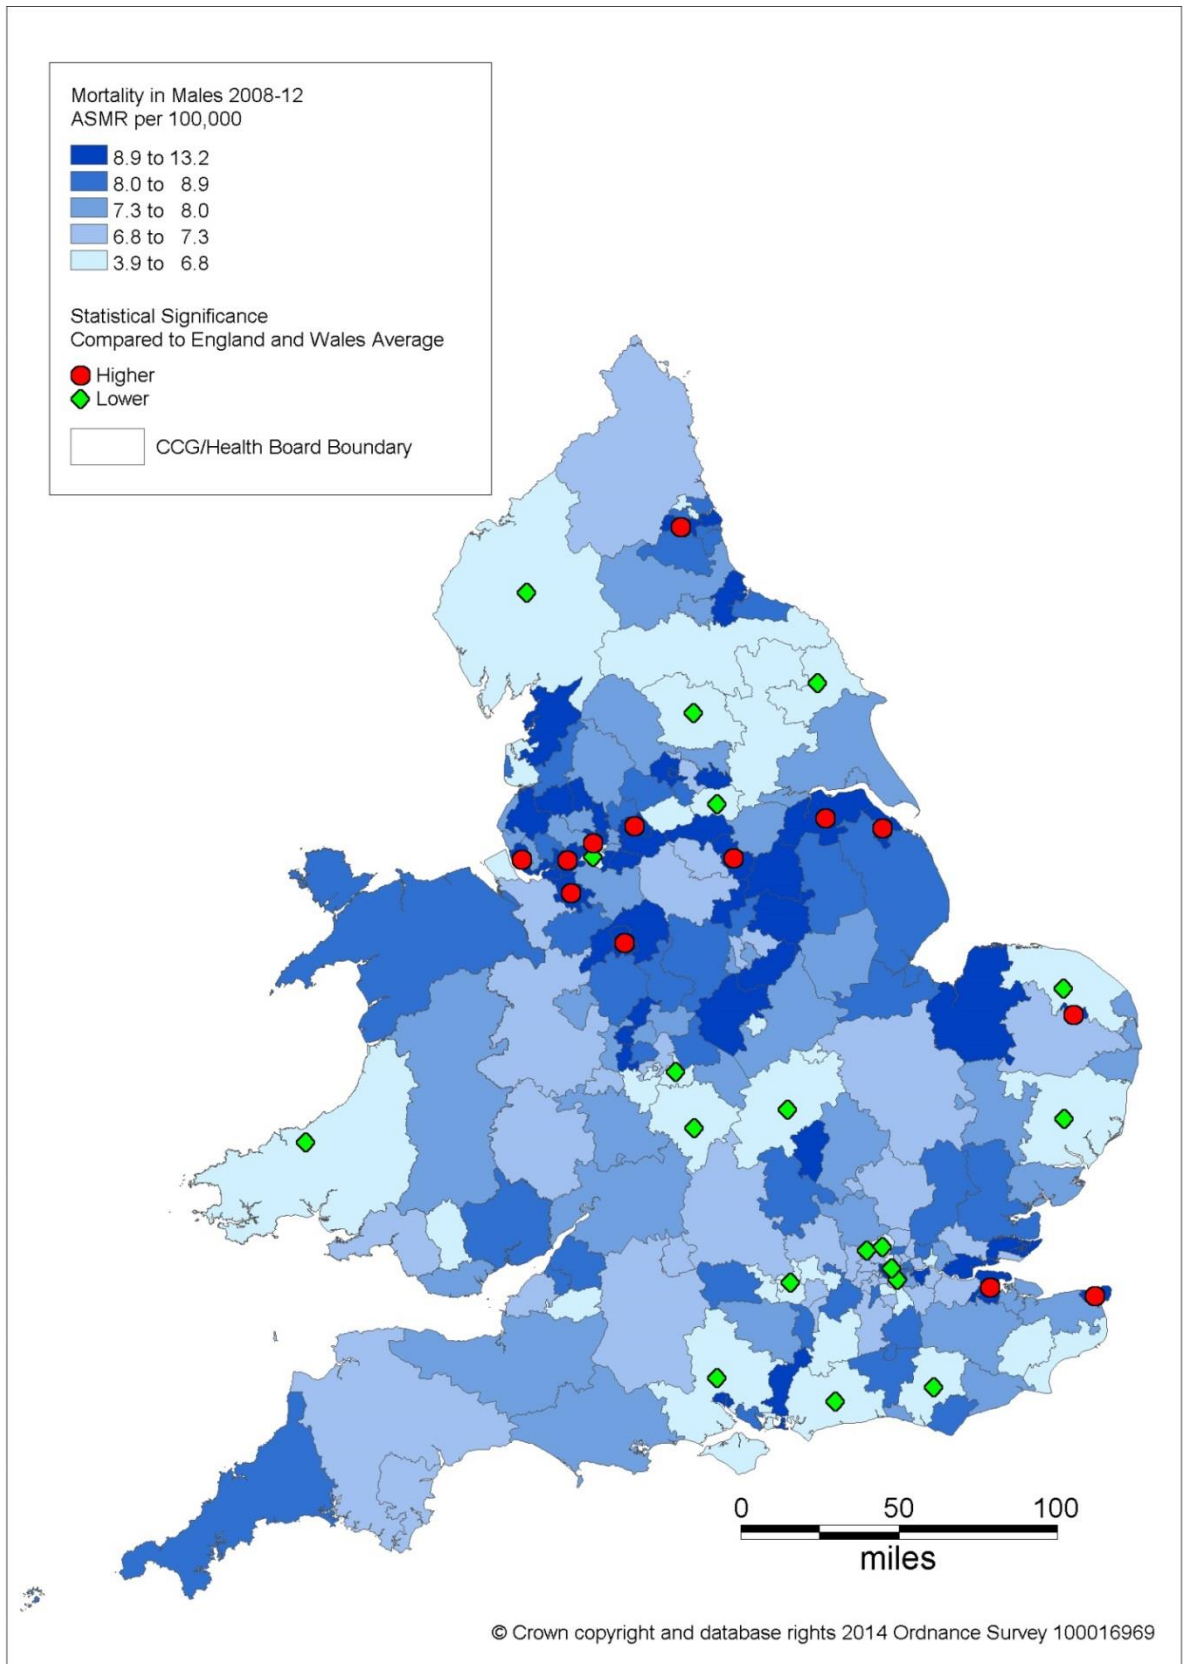 Mortality in Males 2008-12
ASMR per 100,000
8.9 to 13.2
8.0 to 8.9
7.3 to 8.0
6.8 to 7.3
3.9 to 6.8
Statistical Significance
Compared to England and Wales Average
Higher
Lower
CCG/Health Board Boundary
0 50 100
miles
© Crown copyright and database rights 2014 Ordnance Survey 100016969